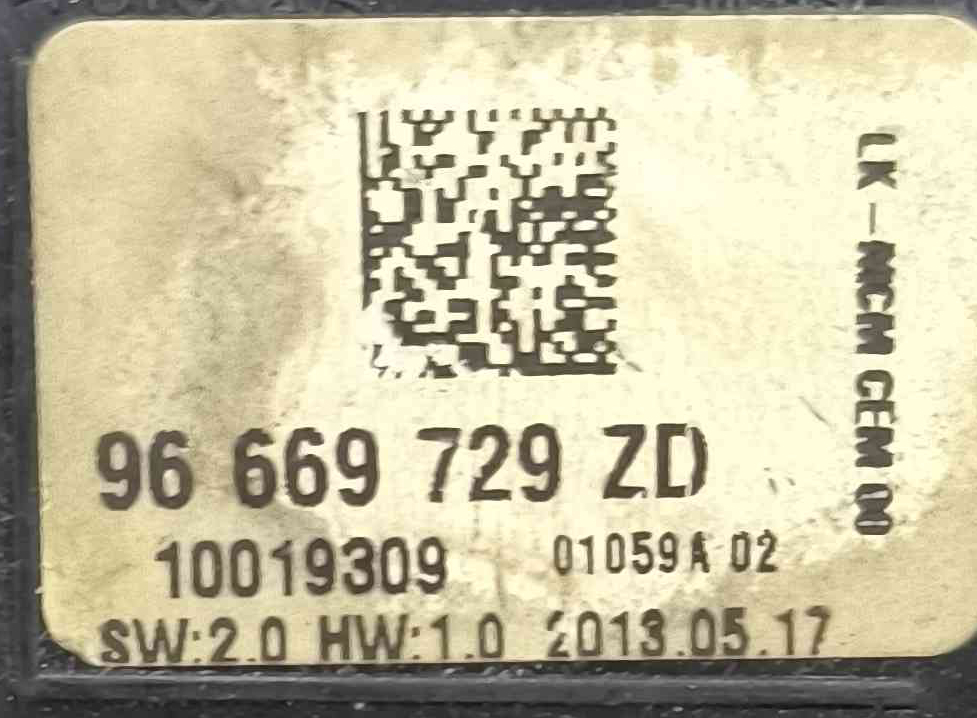 96 669 729 ZD
10019309 01059A 02
SW:2.0 HW:1.0 2013.05.17
LK-MCM CEM 00